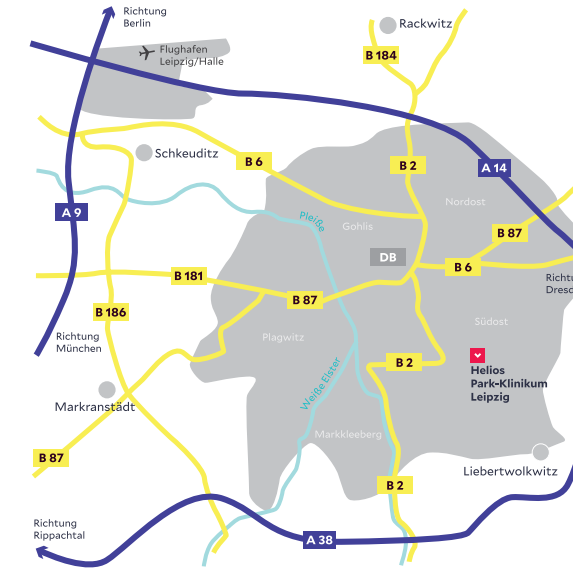 Richtung
Berlin
Rackwitz
Flughafen
Leipzig/Halle
B 184
Schkeuditz
B 6
B 2
A 14
Nordost
A 9
Pleiße
Gohlis
B 87
DB
B 6
B 181
B 87
Richtu
Dresd
B 186
Südost
Richtung
München
Plagwitz
B 2
Helios
Park-Klinikum
Leipzig
Weiße Elster
Markranstädt
Markkleeberg
B 87
Liebertwolkwitz
B 2
Richtung
Rippachtal
A 38